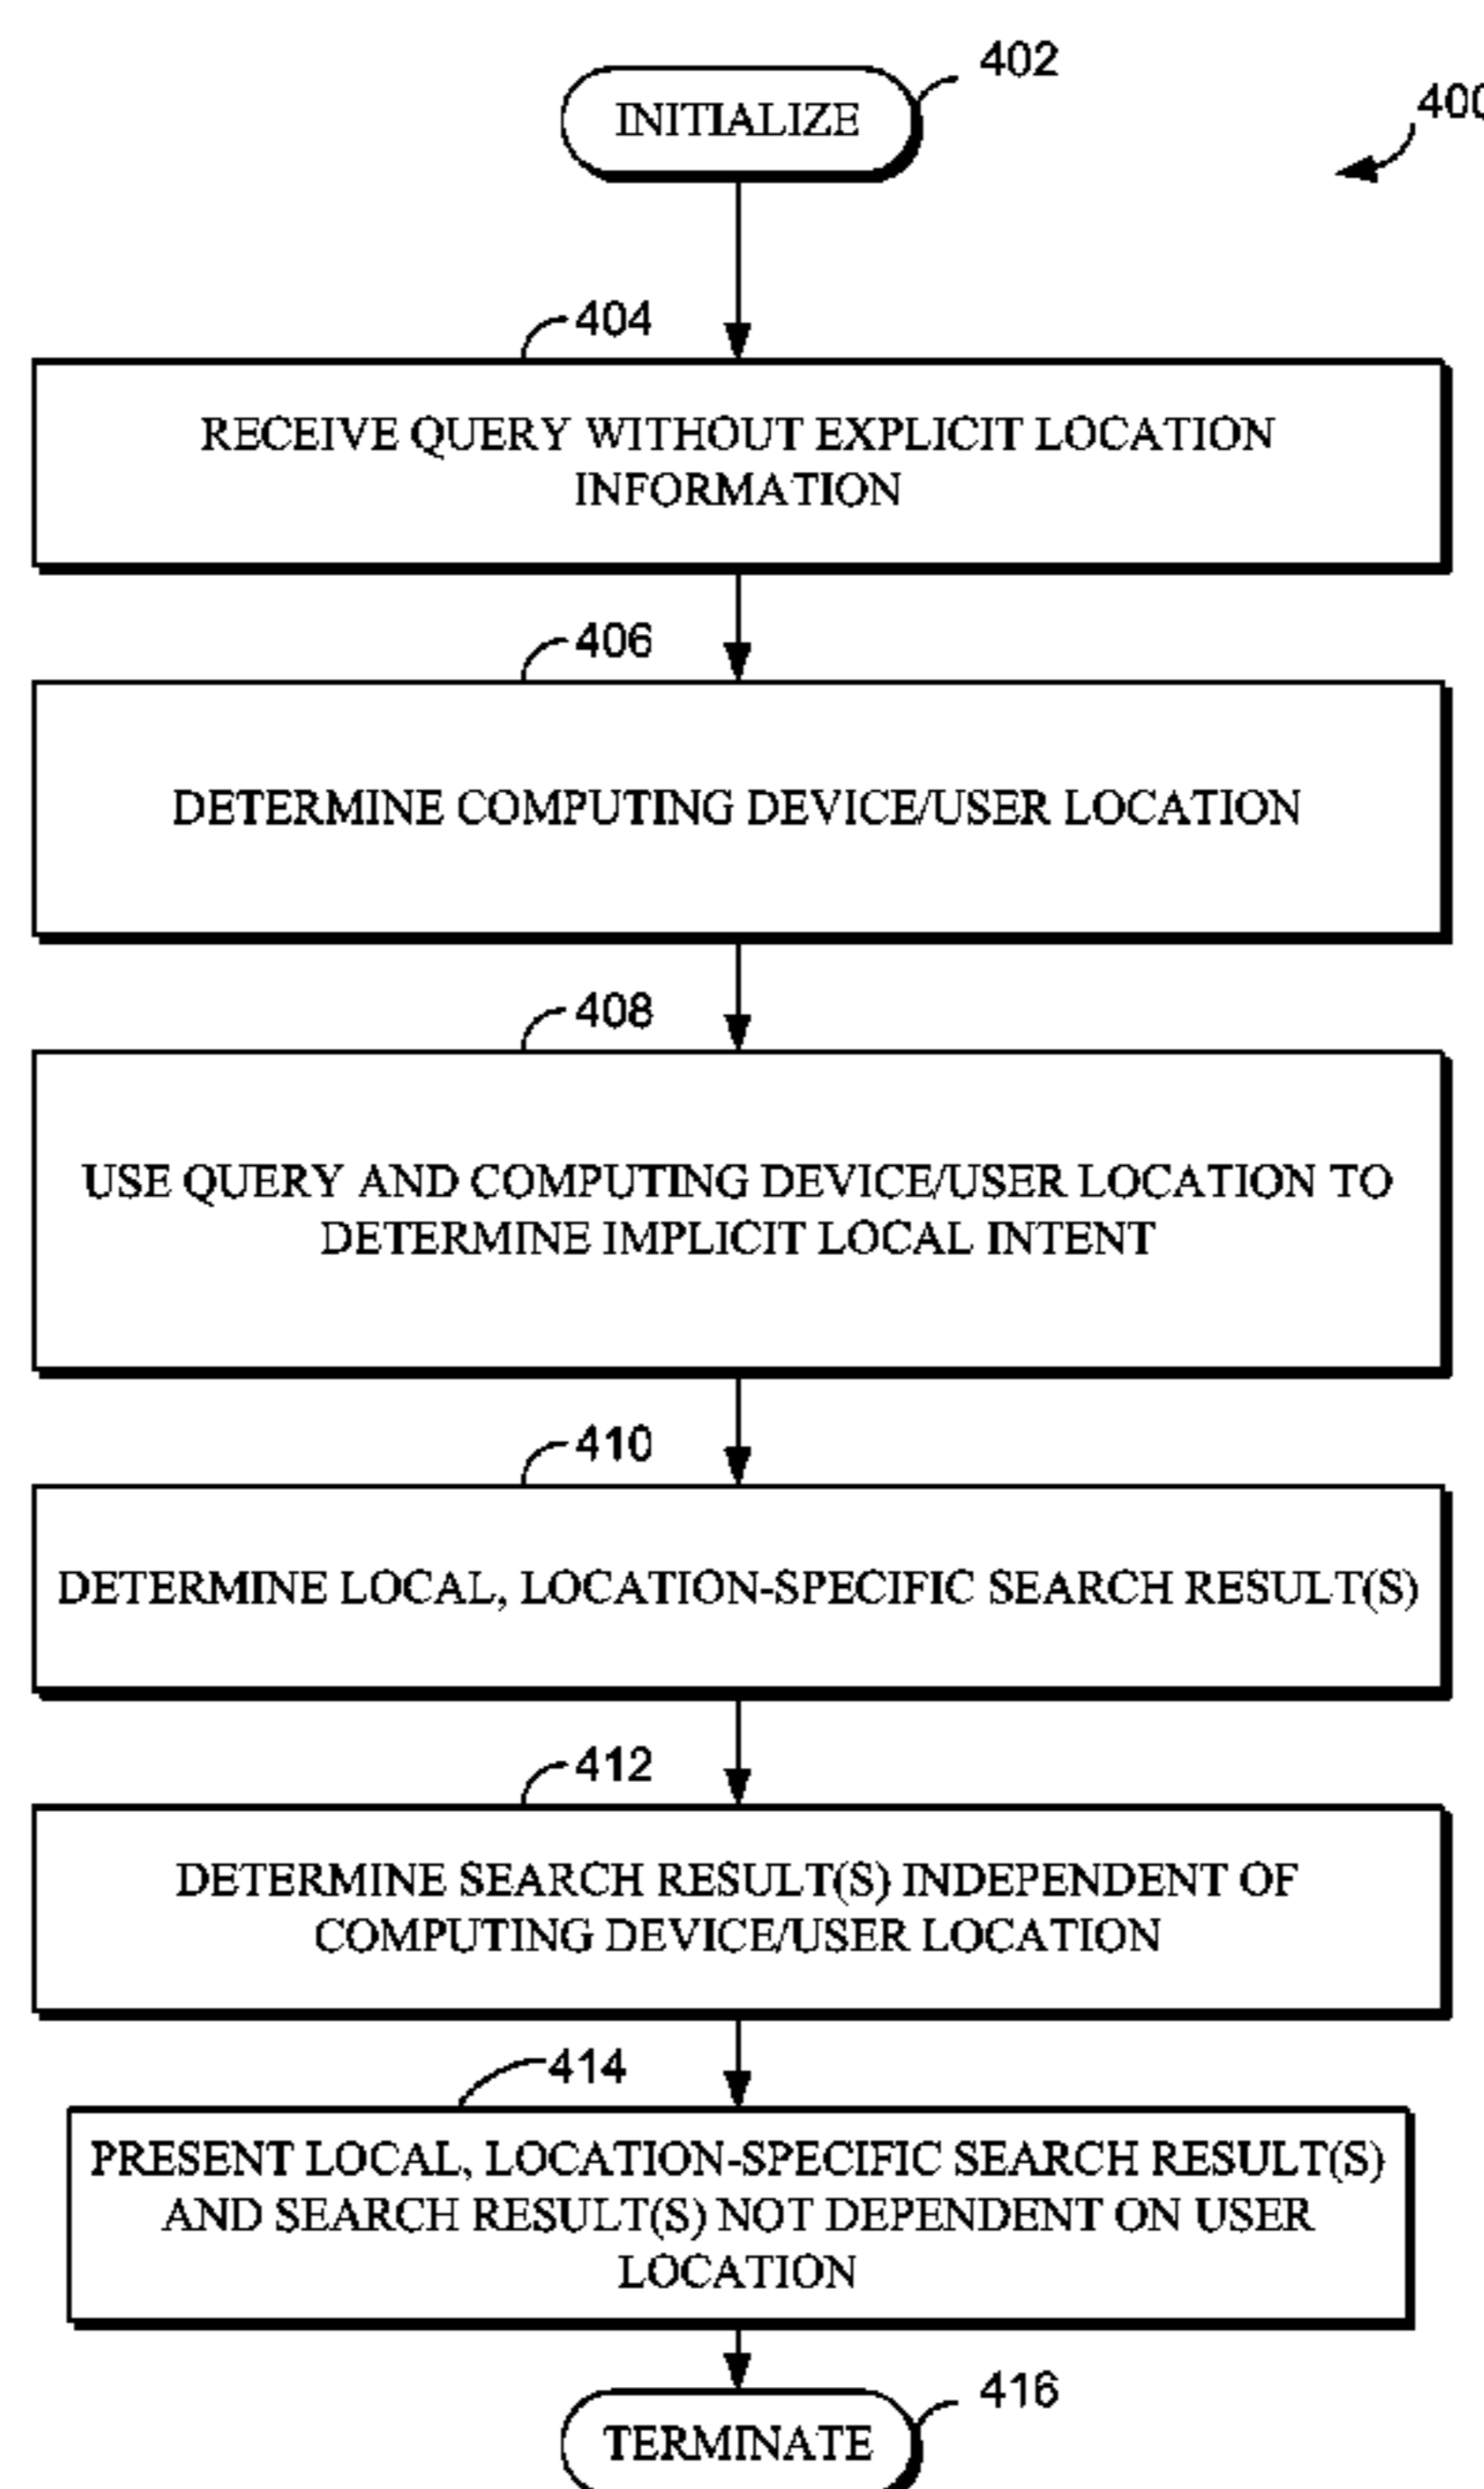 402
INITIALIZE
400
404
RECEIVE QUERY WITHOUT EXPLICIT LOCATION
INFORMATION
406
DETERMINE COMPUTING DEVICE/USER LOCATION
408
USE QUERY AND COMPUTING DEVICE/USER LOCATION TO
DETERMINE IMPLICIT LOCAL INTENT
410
DETERMINE LOCAL, LOCATION-SPECIFIC SEARCH RESULT(S)
412
DETERMINE SEARCH RESULT(S) INDEPENDENT OF
COMPUTING DEVICE/USER LOCATION
414
PRESENT LOCAL, LOCATION-SPECIFIC SEARCH RESULT(S)
AND SEARCH RESULT(S) NOT DEPENDENT ON USER
LOCATION
416
TERMINATE